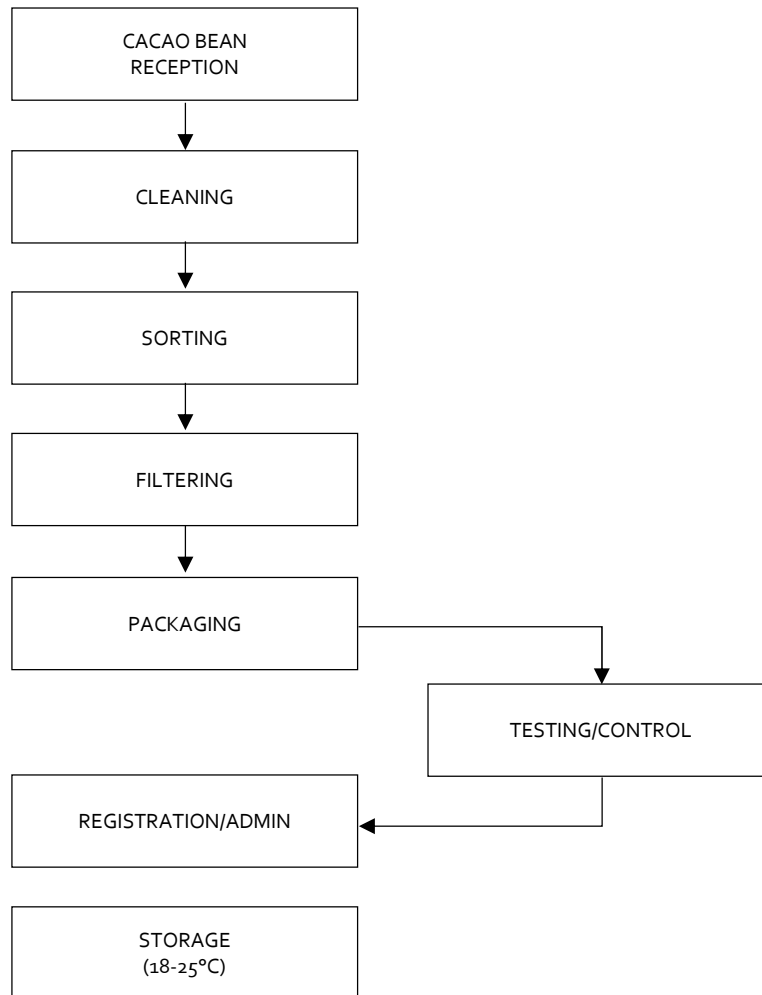 CACAO BEAN
RECEPTION
CLEANING
SORTING
FILTERING
PACKAGING
TESTING/CONTROL
REGISTRATION/ADMIN
STORAGE
(18-25°C)